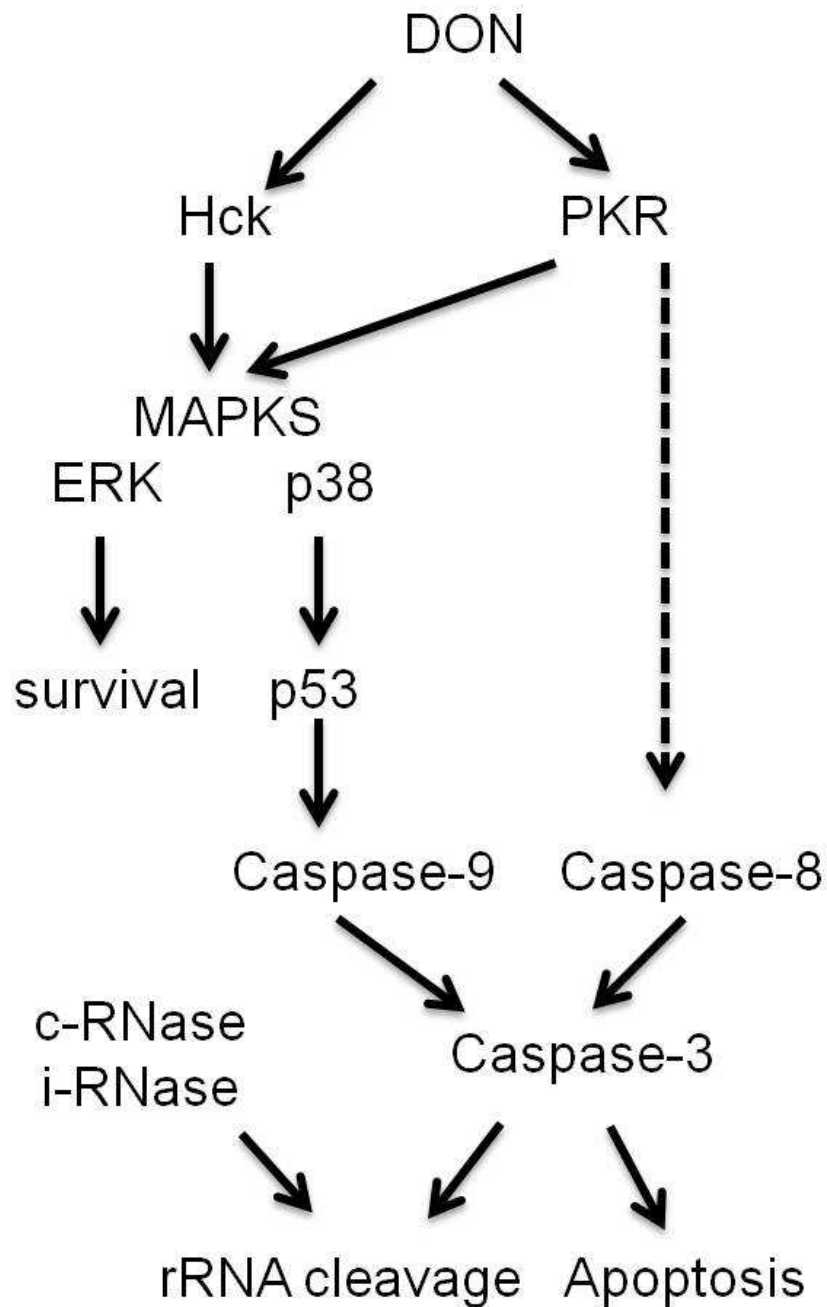 DON
Hck
PKR
MAPKS
ERK
p38
survival
p53
Caspase-9
Caspase-8
c-RNase
i-RNase
Caspase-3
rRNA cleavage
Apoptosis